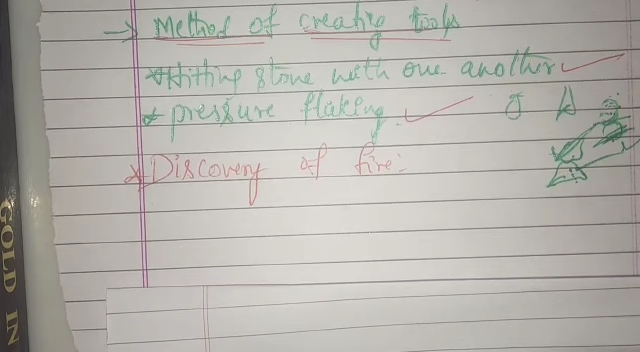 → Method of creating tools
* Hitting stone with one another
* pressure flaking.
* Discovery of fire:
GOLD IN